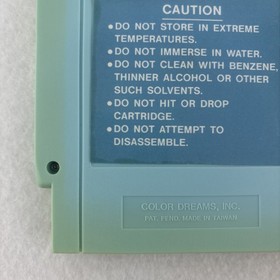 CAUTION
•DO NOT STORE IN EXTREME
TEMPERATURES.
•DO NOT IMMERSE IN WATER.
•DO NOT CLEAN WITH BENZENE,
THINNER ALCOHOL OR OTHER
SUCH SOLVENTS.
•DO NOT HIT OR DROP
CARTRIDGE.
•DO NOT ATTEMPT TO
DISASSEMBLE.
COLOR DREAMS, INC.
PAT. PEND. MADE IN TAIWAN